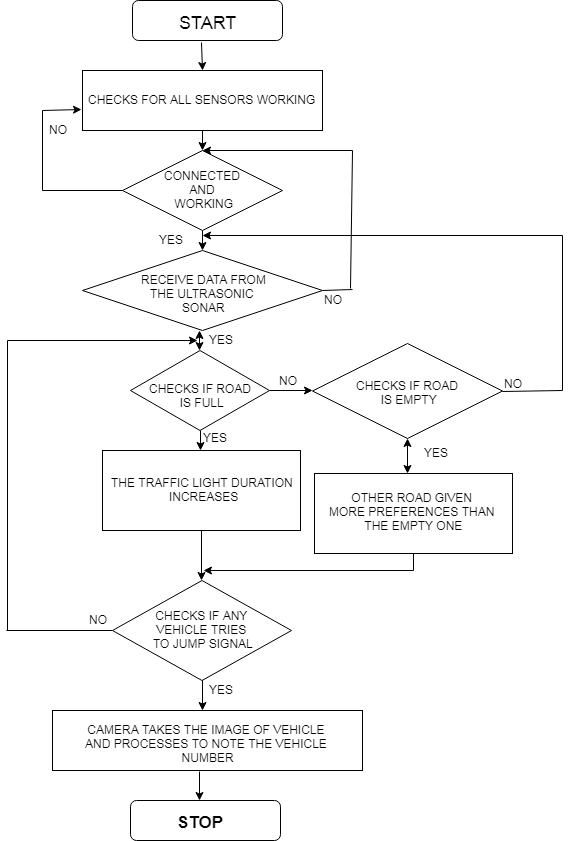 START
CHECKS FOR ALL SENSORS WORKING
NO
CONNECTED
AND
WORKING
YES
RECEIVE DATA FROM
THE ULTRASONIC
SONAR
NO
YES
CHECKS IF ROAD
IS FULL
NO
CHECKS IF ROAD
IS EMPTY
NO
YES
YES
THE TRAFFIC LIGHT DURATION
INCREASES
OTHER ROAD GIVEN
MORE PREFERENCES THAN
THE EMPTY ONE
CHECKS IF ANY
VEHICLE TRIES
TO JUMP SIGNAL
NO
YES
CAMERA TAKES THE IMAGE OF VEHICLE
AND PROCESSES TO NOTE THE VEHICLE
NUMBER
STOP